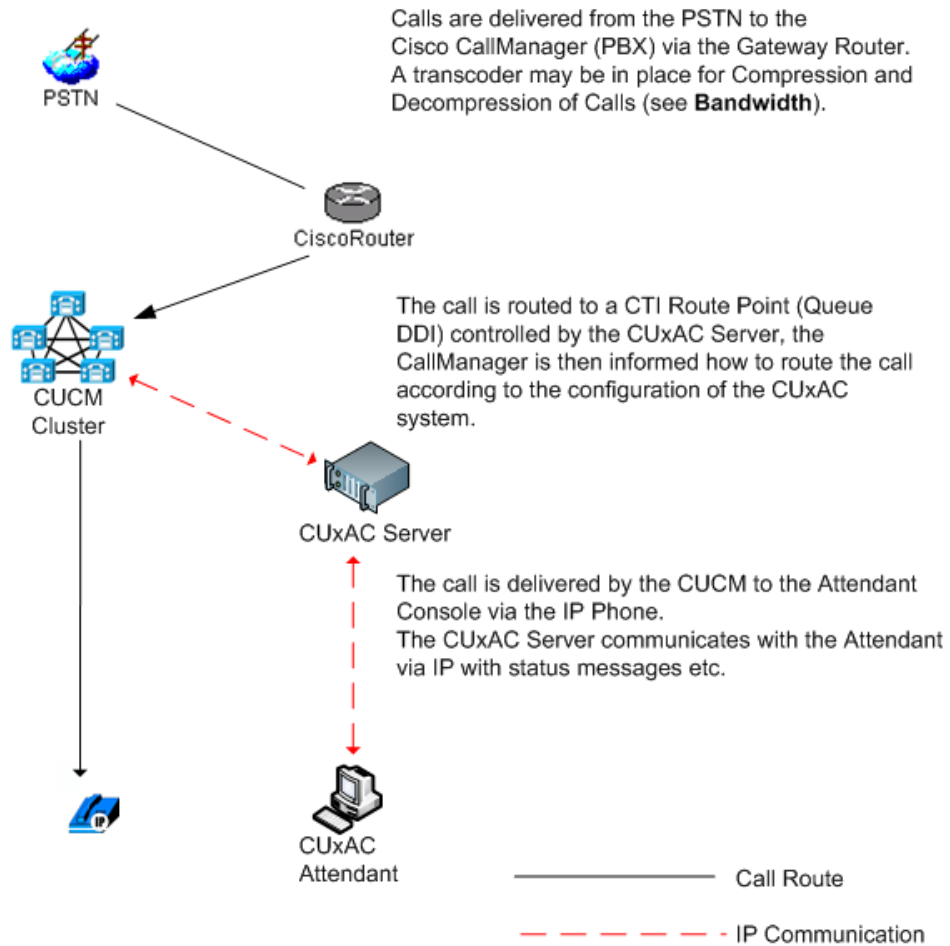 Calls are delivered from the PSTN to the
Cisco CallManager (PBX) via the Gateway Router.
A transcoder may be in place for Compression and
Decompression of Calls (see Bandwidth).
PSTN
CiscoRouter
The call is routed to a CTI Route Point (Queue
DDI) controlled by the CUxAC Server, the
CallManager is then informed how to route the call
according to the configuration of the CUxAC
system.
CUCM
Cluster
CUxAC Server
The call is delivered by the CUCM to the Attendant
Console via the IP Phone.
The CUxAC Server communicates with the Attendant
via IP with status messages etc.
IP
CUxAC
Attendant
Call Route
IP Communication